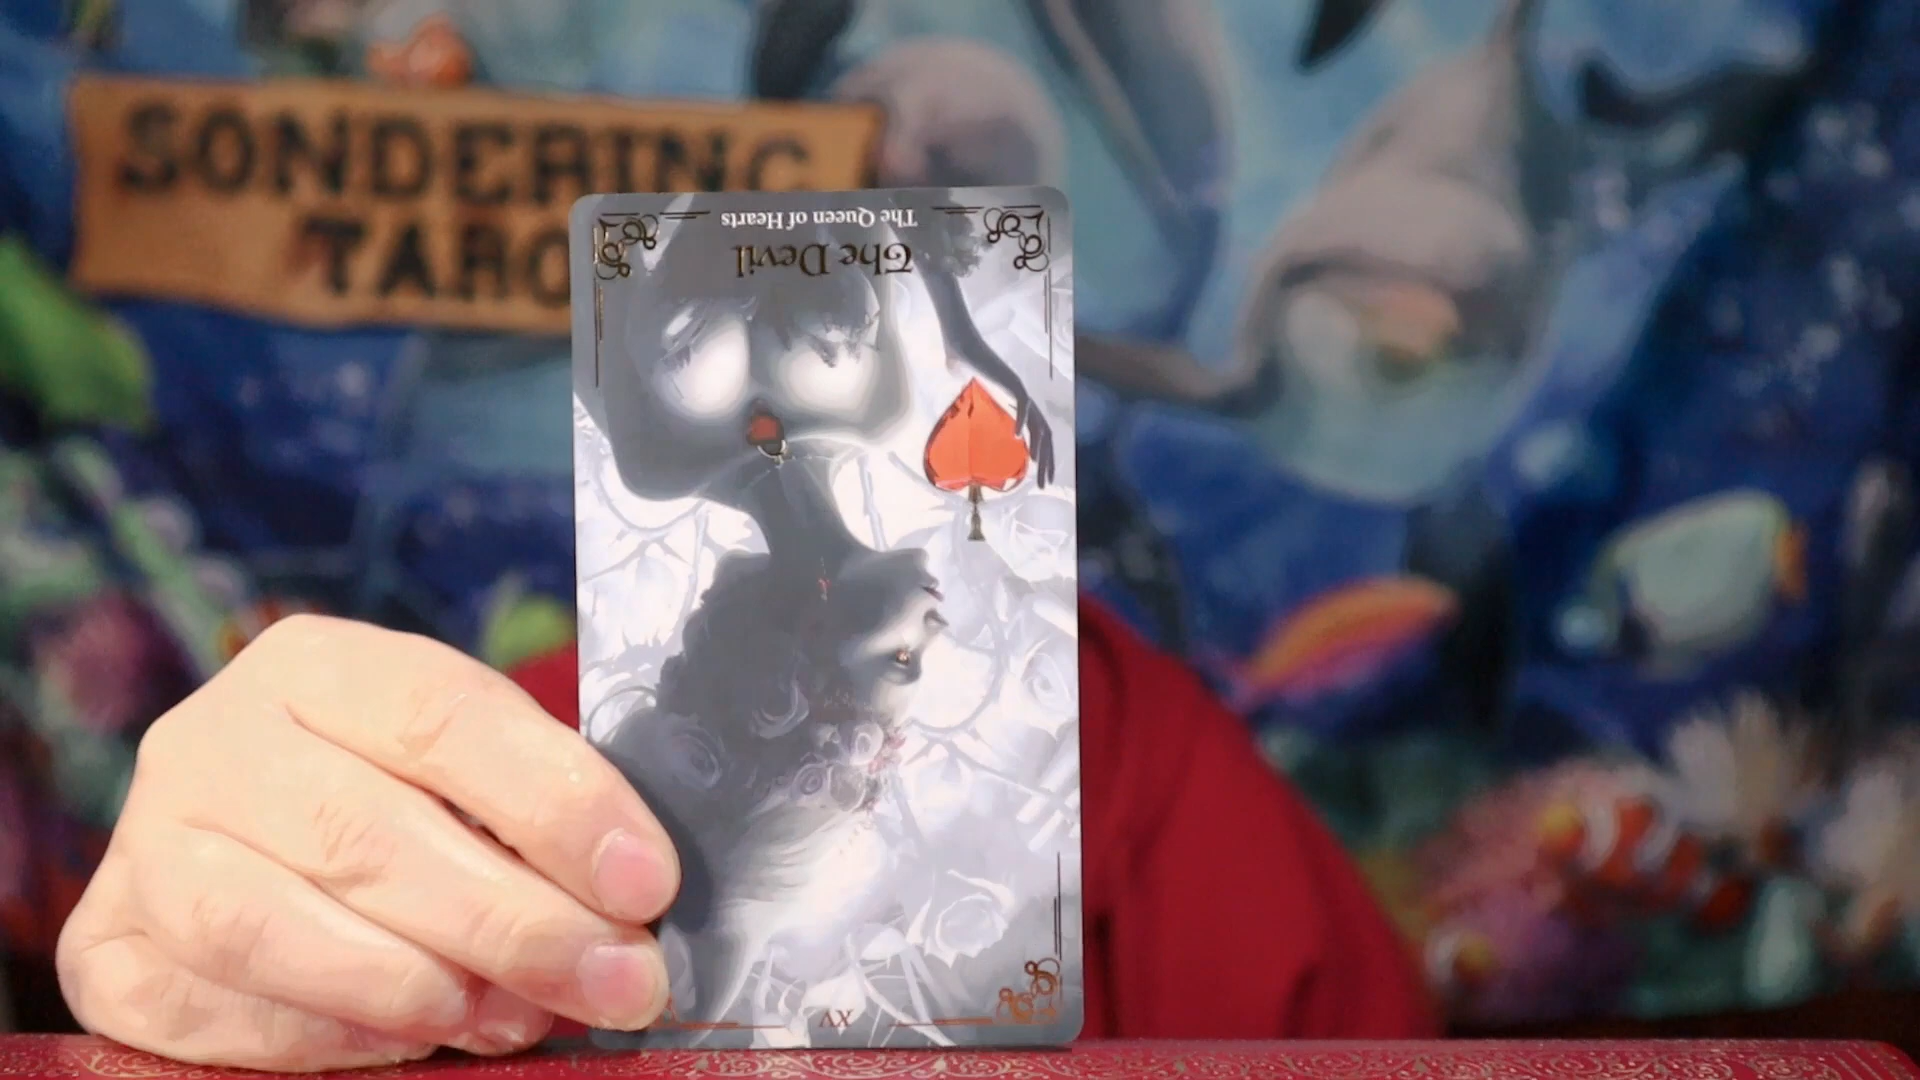 SONDERING
TARO
The Queen of Hearts
The Devil
XV